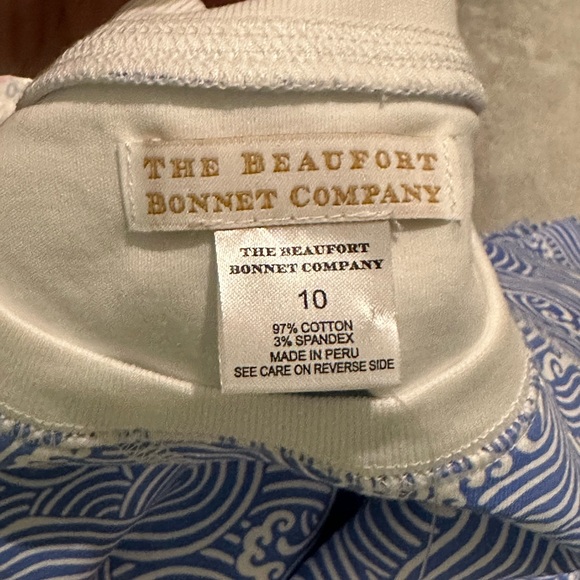 THE BEAUFORT
BONNET COMPANY
THE BEAUFORT
BONNET COMPANY
10
97% COTTON
3% SPANDEX
MADE IN PERU
SEE CARE ON REVERSE SIDE